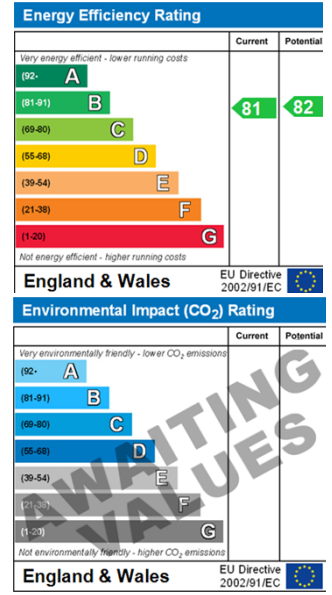 Energy Efficiency Rating
Current Potential
Very energy efficient - lower running costs
(92- A
(81-91) B 81 82
(69-80) C
(55-68) D
(39-54) E
(21-38) F
(1-20) G
Not energy efficient - higher running costs
England & Wales
EU Directive
2002/91/EC
Environmental Impact (CO2) Rating
Current Potential
Very environmentally friendly - lower CO2 emissions
(92- A
(81-91) B
(69-80) C
(55-68) D
(39-54) E
(21-38) F
(1-20) G
AWAITING
VALUES
Not environmentally friendly - higher CO2 emissions
England & Wales
EU Directive
2002/91/EC